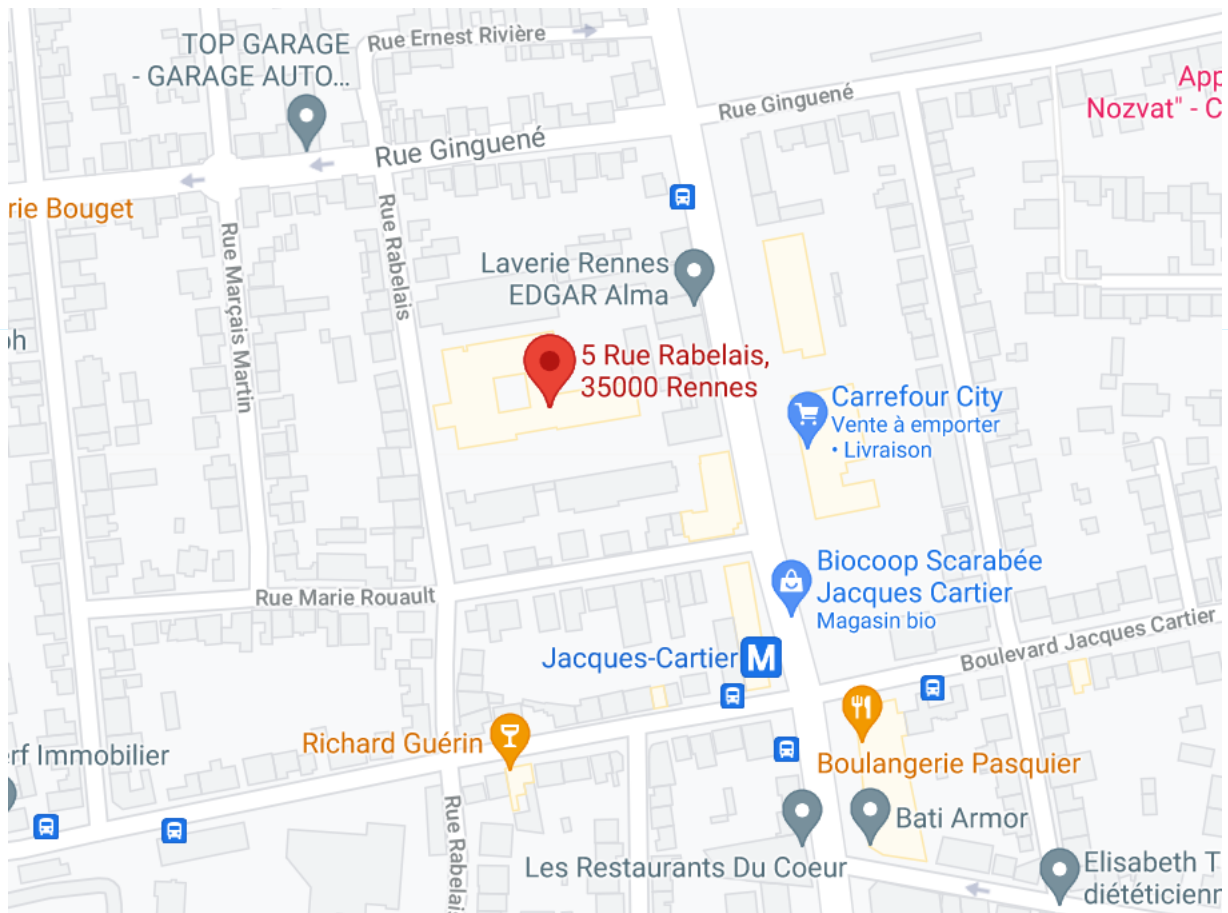 TOP GARAGE
- GARAGE AUTO...
Rue Ernest Rivière
App
Nozvat" - C
Rue Ginguené
Rue Ginguené
rie Bouget
Rue Rabelais
Rue Marçais Martin
Laverie Rennes
EDGAR Alma
5 Rue Rabelais,
35000 Rennes
Carrefour City
Vente à emporter
• Livraison
Biocoop Scarabée
Jacques Cartier
Magasin bio
Rue Marie Rouault
Boulevard Jacques Cartier
Jacques-Cartier M
Richard Guérin
erf Immobilier
Boulangerie Pasquier
Rue Rabelais
Bati Armor
Les Restaurants Du Coeur
Elisabeth T
diététicienn